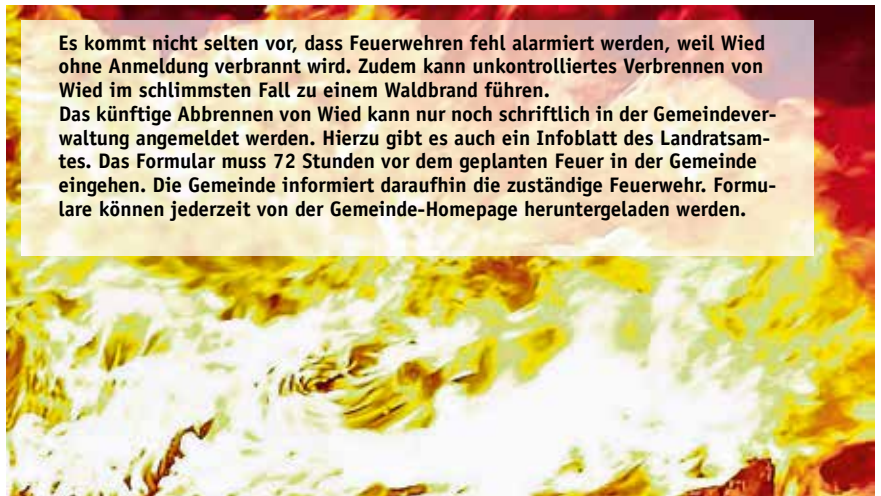 Es kommt nicht selten vor, dass Feuerwehren fehl alarmiert werden, weil Wied
ohne Anmeldung verbrannt wird. Zudem kann unkontrolliertes Verbrennen von
Wied im schlimmsten Fall zu einem Waldbrand führen.
Das künftige Abbrennen von Wied kann nur noch schriftlich in der Gemeindever-
waltung angemeldet werden. Hierzu gibt es auch ein Infoblatt des Landratsam-
tes. Das Formular muss 72 Stunden vor dem geplanten Feuer in der Gemeinde
eingehen. Die Gemeinde informiert daraufhin die zuständige Feuerwehr. Formu-
lare können jederzeit von der Gemeinde-Homepage heruntergeladen werden.